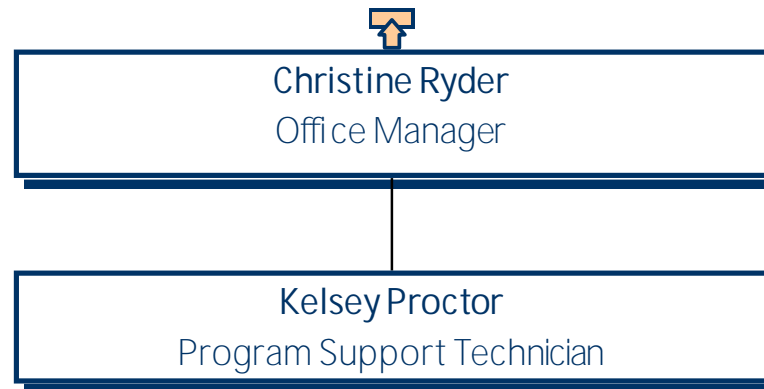 Christine Ryder
Office Manager
Kelsey Proctor
Program Support Technician